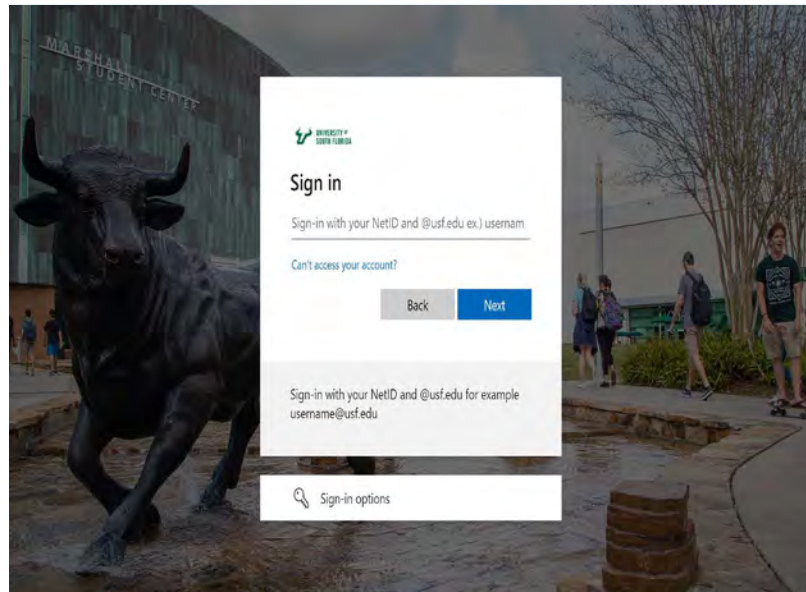 MARSHALL
STUDENT CENTER
UNIVERSITY of
SOUTH FLORIDA
Sign in
Sign-in with your NetID and @usf.edu ex.) usernam
Can't access your account?
Back
Next
Sign-in with your NetID and @usf.edu for example
username@usf.edu
Sign-in options